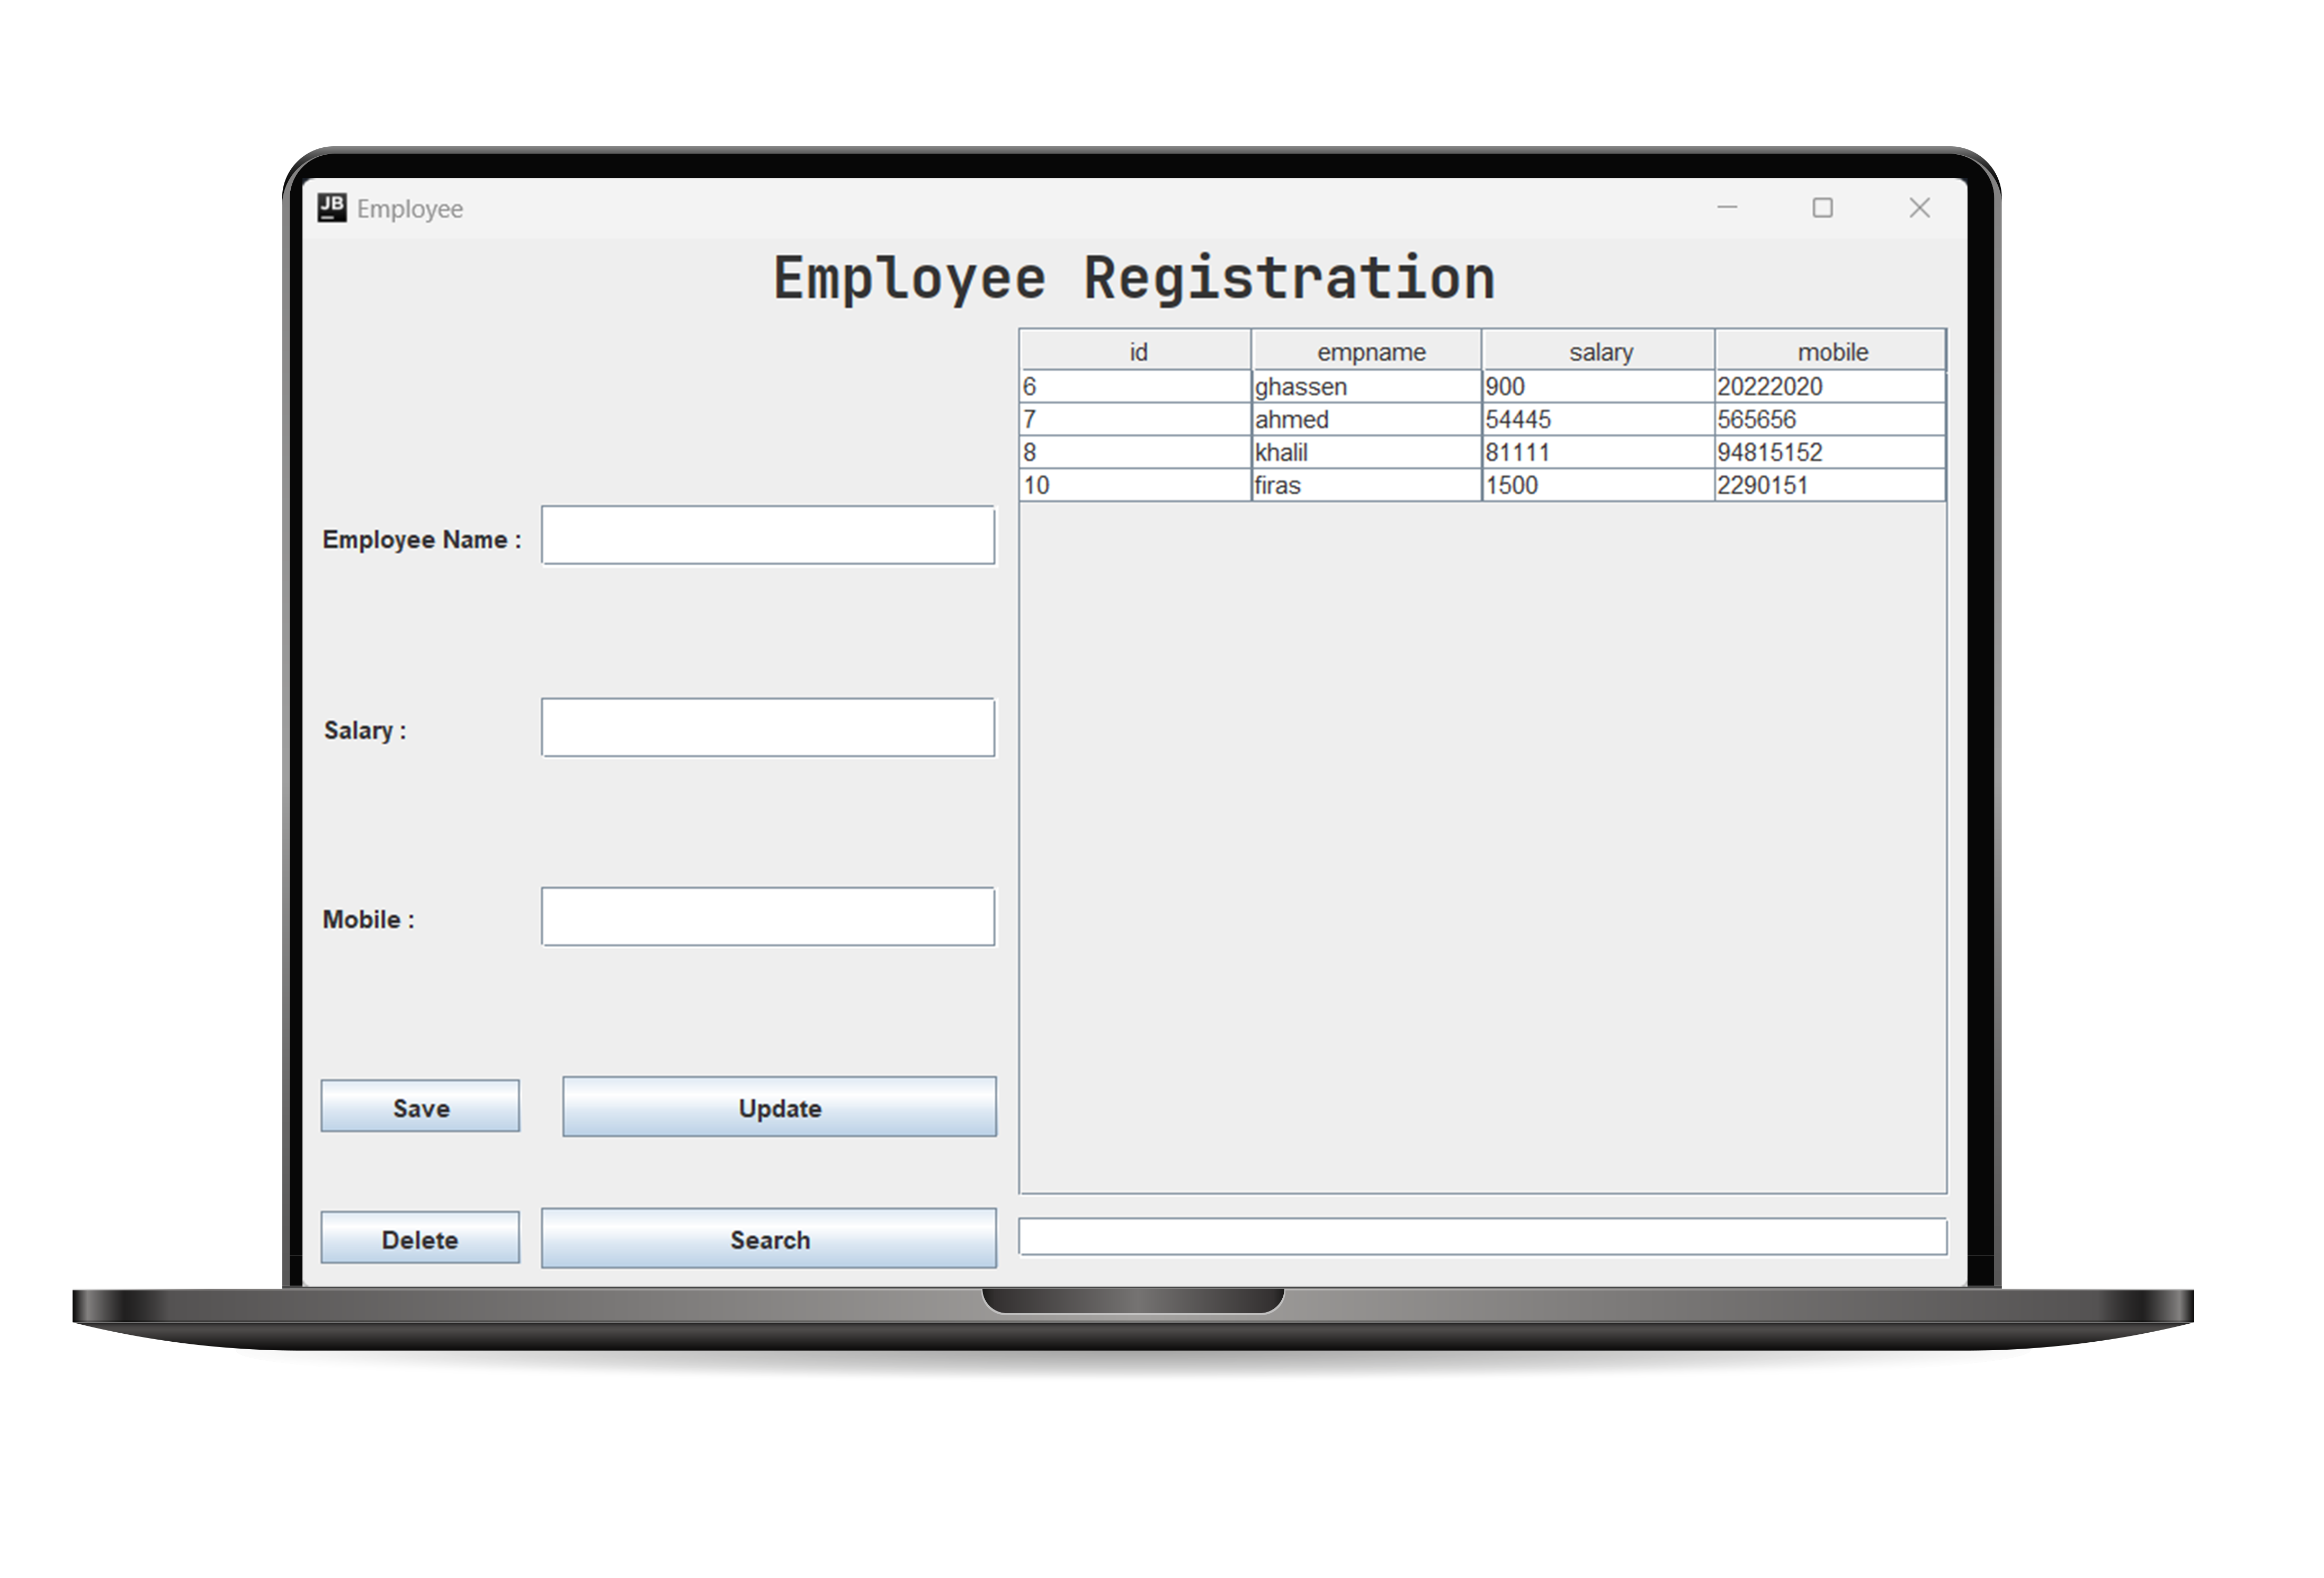 JB Employee
Employee Registration
id empname salary mobile
6 ghassen 900 20222020
7 ahmed 54445 565656
8 khalil 81111 94815152
10 firas 1500 2290151
Employee Name :
Salary :
Mobile :
Save Update
Delete Search